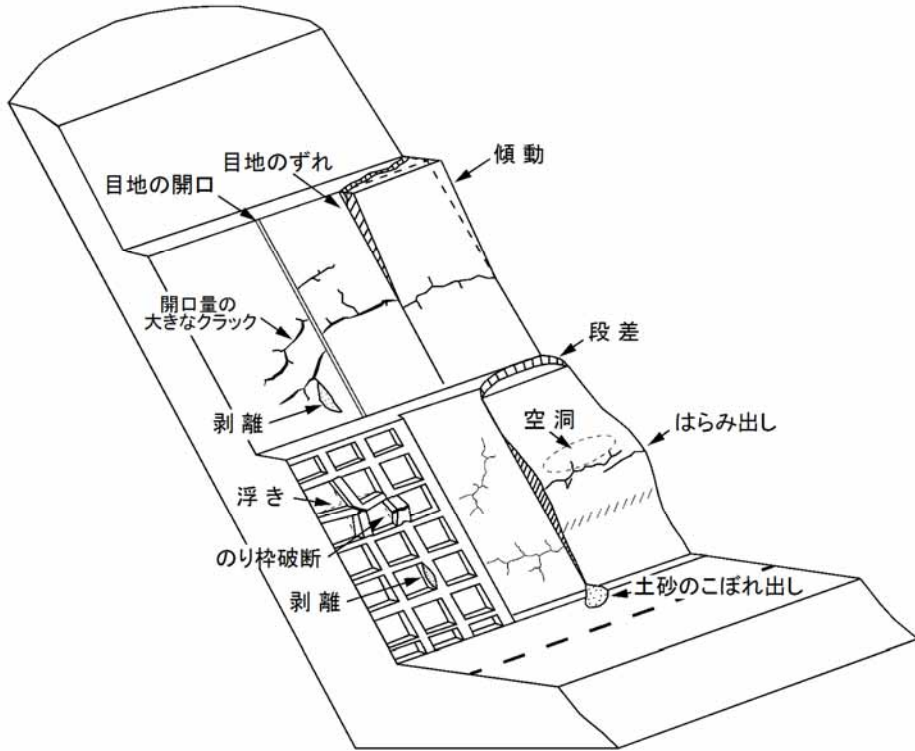 傾動
目地のずれ
目地の開口
開口量の
大きなクラック
段差
剥離
空洞
はらみ出し
浮き
のり枠破断
剥離
土砂のこぼれ出し